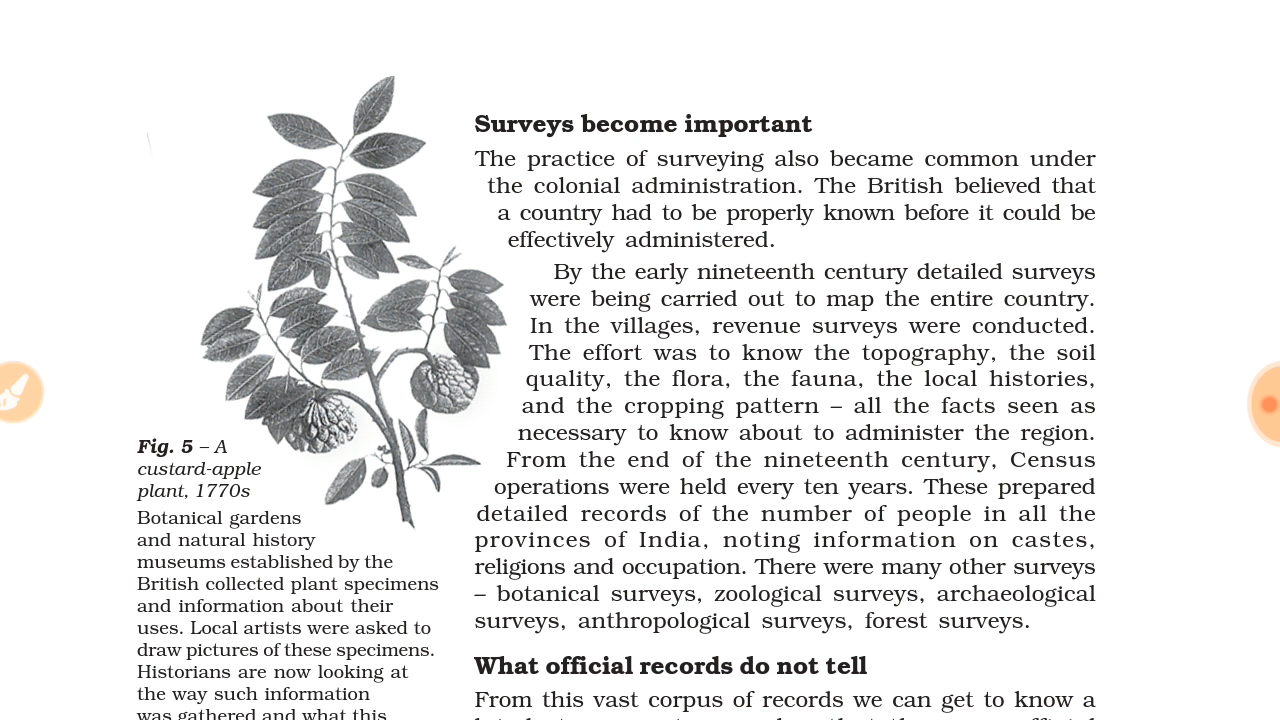 Surveys become important
The practice of surveying also became common under
the colonial administration. The British believed that
a country had to be properly known before it could be
effectively administered.
By the early nineteenth century detailed surveys
were being carried out to map the entire country.
In the villages, revenue surveys were conducted.
The effort was to know the topography, the soil
quality, the flora, the fauna, the local histories,
and the cropping pattern – all the facts seen as
necessary to know about to administer the region.
From the end of the nineteenth century, Census
operations were held every ten years. These prepared
detailed records of the number of people in all the
provinces of India, noting information on castes,
religions and occupation. There were many other surveys
– botanical surveys, zoological surveys, archaeological
surveys, anthropological surveys, forest surveys.
What official records do not tell
From this vast corpus of records we can get to know a
Fig. 5 – A
custard-apple
plant, 1770s
Botanical gardens
and natural history
museums established by the
British collected plant specimens
and information about their
uses. Local artists were asked to
draw pictures of these specimens.
Historians are now looking at
the way such information
was gathered and what this